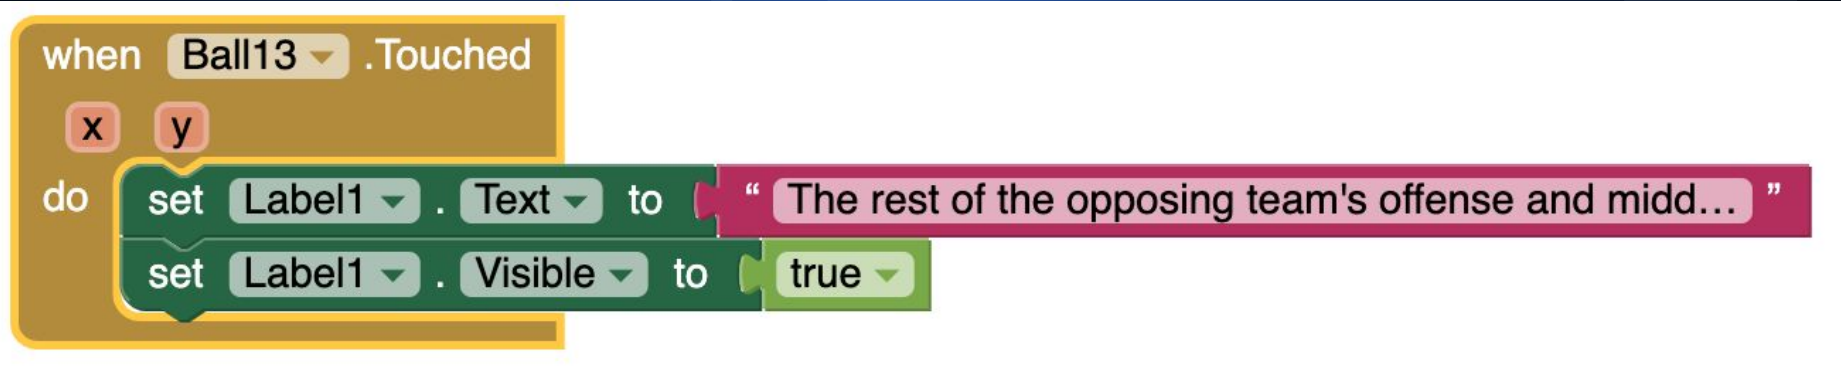 when Ball13 .Touched
x y
do set Label1 . Text to “ The rest of the opposing team's offense and midd... ”
set Label1 . Visible to true